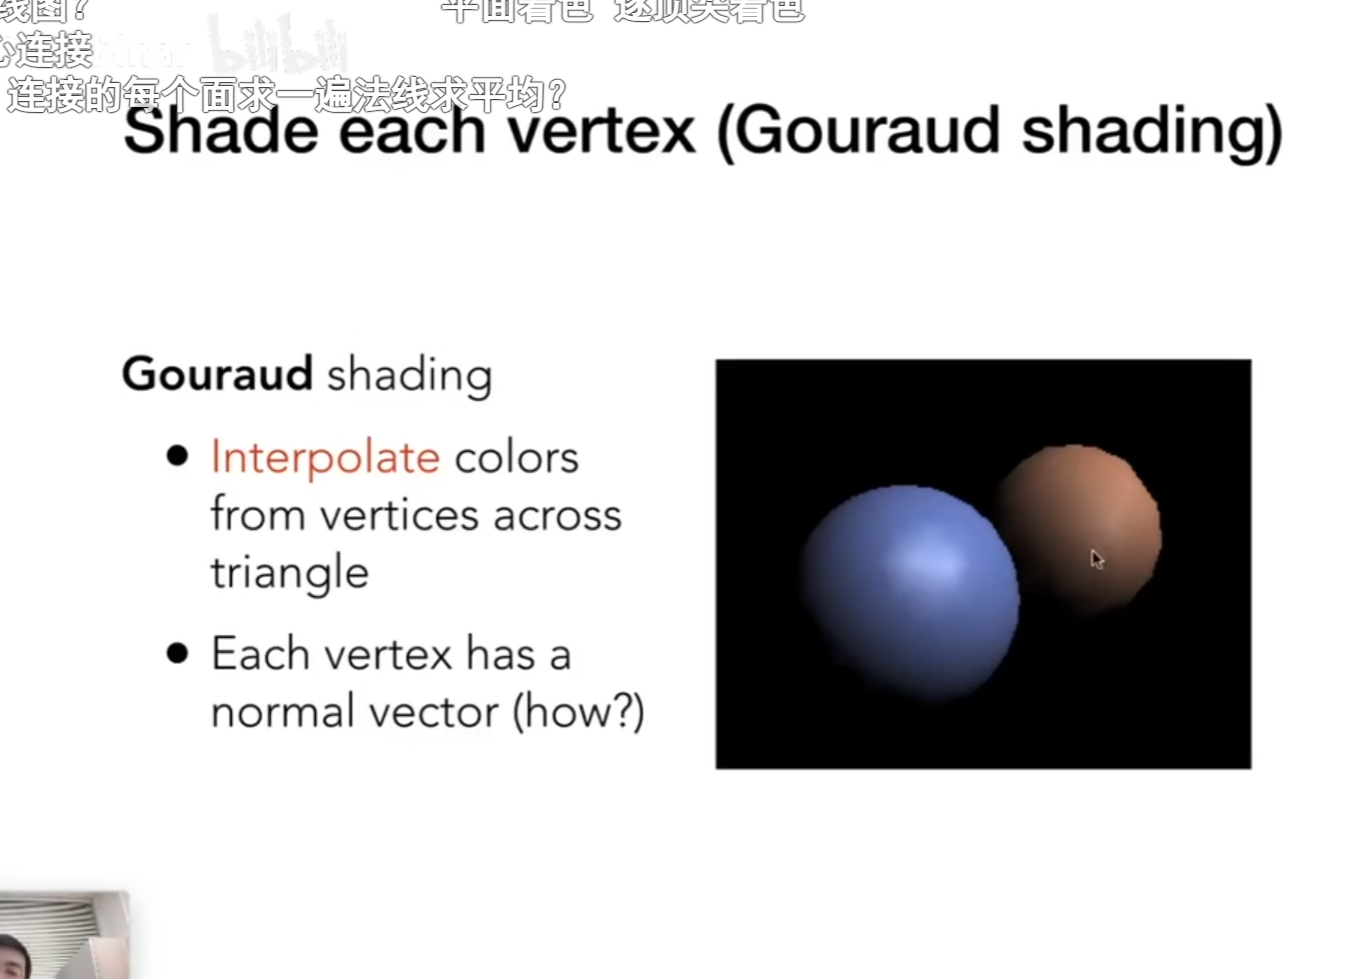 线图？
平面着色 逐顶点着色
心连接
bilibili
连接的每个面求一遍法线求平均？
Shade each vertex (Gouraud shading)
Gouraud shading
● Interpolate colors
from vertices across
triangle
● Each vertex has a
normal vector (how?)